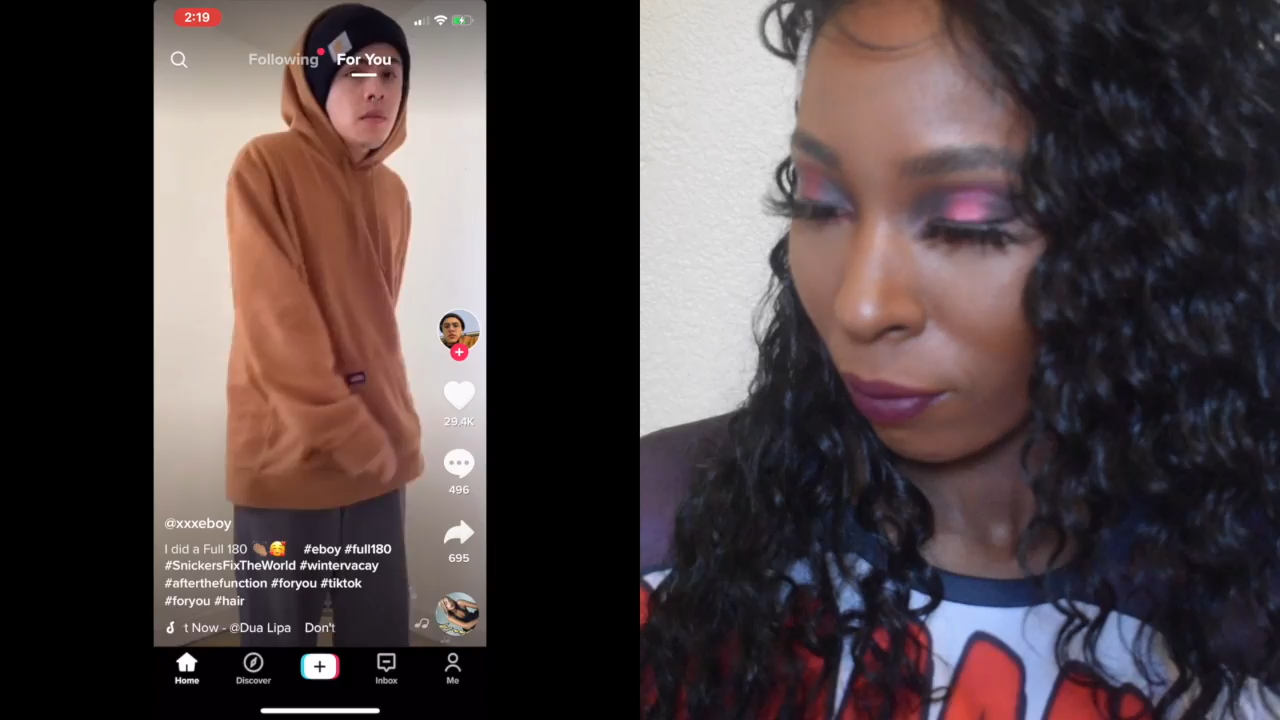 2:19
Following
For You
29.4K
496
695
@xxxeboy
I did a Full 180 👏🏽🥰 #eboy #full180
#SnickersFixTheWorld #wintervacay
#afterthefunction #foryou #tiktok
#foryou #hair
t Now - @Dua Lipa Don't
Home
Discover
Inbox
Me